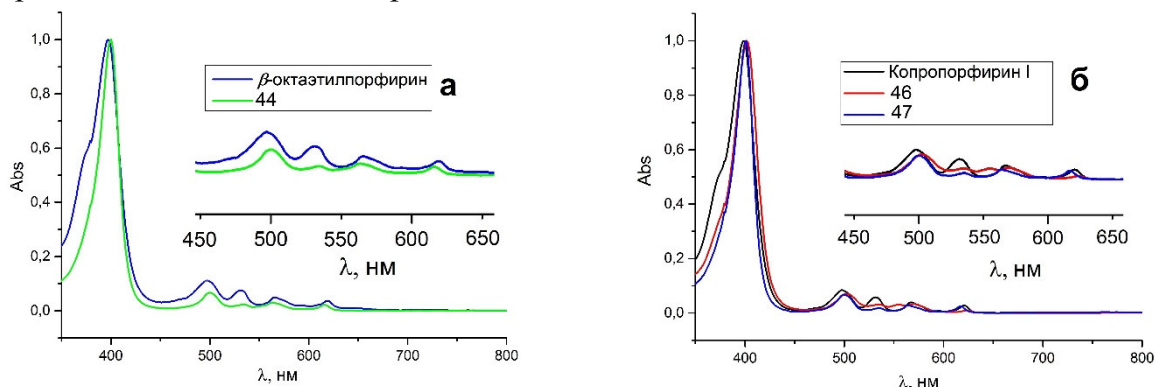 а
β-октаэтилпорфирин
44
1,0
0,8
0,6
0,4
0,2
0,0
Abs
450 500 550 600 650
λ, нм
400 500 600 700 800
λ, нм
б
Копропорфирин I
46
47
1,0
0,8
0,6
0,4
0,2
0,0
Abs
450 500 550 600 650
λ, нм
400 500 600 700 800
λ, нм